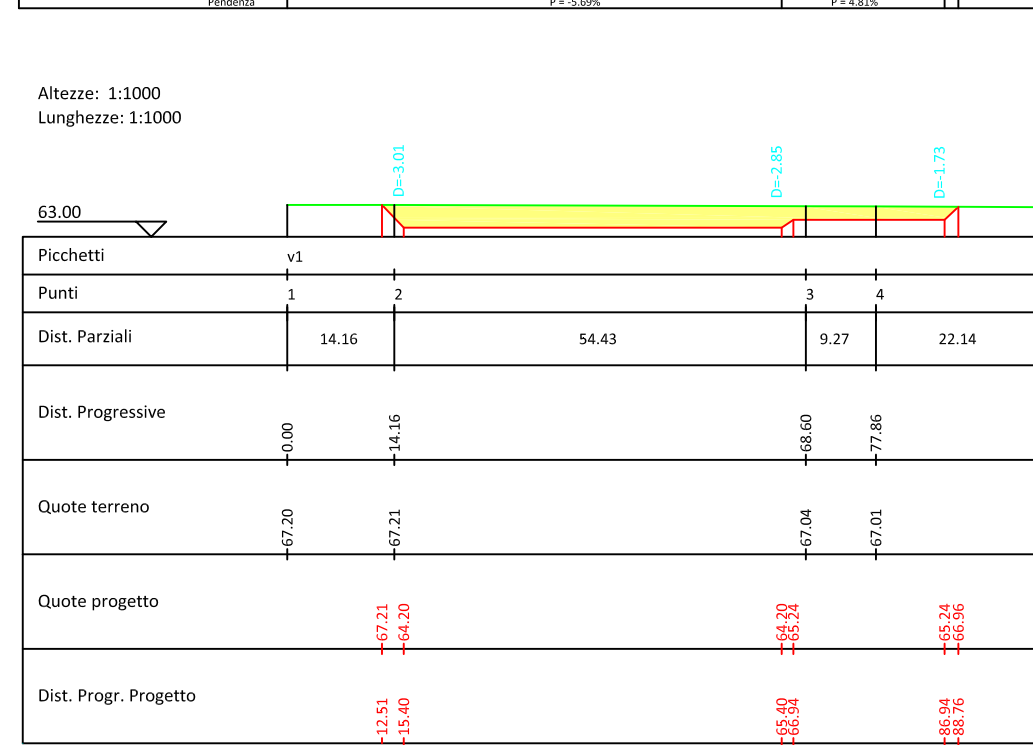 Pendenza P = -5.69% P = 4.81%
Altezze: 1:1000
Lunghezze: 1:1000
D=-3.01 D=-2.85 D=-1.73
63.00
Picchetti v1
Punti 1 2 3 4
Dist. Parziali 14.16 54.43 9.27 22.14
Dist. Progressive 0.00 14.16 68.60 77.86
Quote terreno 67.20 67.21 67.04 67.01
Quote progetto 67.21 64.20 64.20 65.24 65.24 66.96
Dist. Progr. Progetto 12.51 15.40 65.40 66.94 86.94 88.76